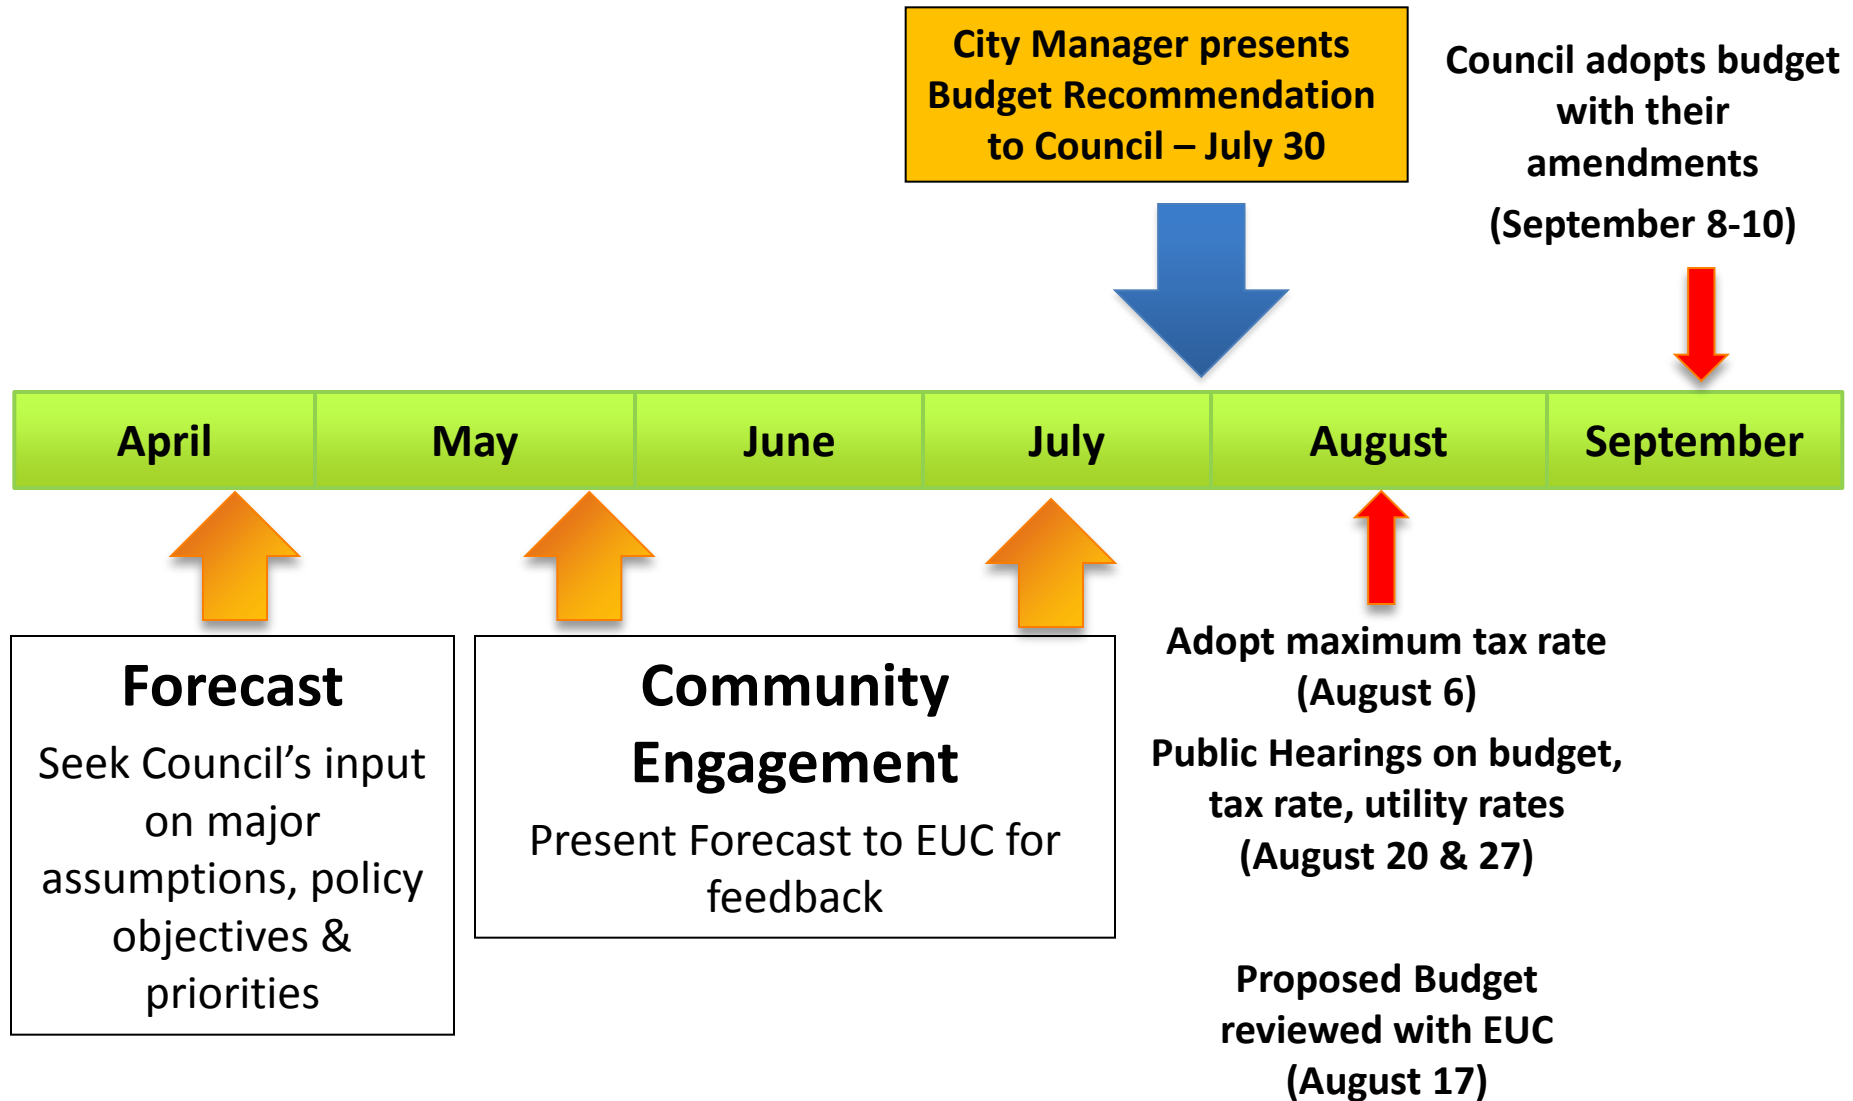 City Manager presents
Budget Recommendation
to Council – July 30
Council adopts budget
with their
amendments
(September 8-10)
April
May
June
July
August
September
Forecast
Seek Council’s input
on major
assumptions, policy
objectives &
priorities
Community
Engagement
Present Forecast to EUC for
feedback
Adopt maximum tax rate
(August 6)
Public Hearings on budget,
tax rate, utility rates
(August 20 & 27)
Proposed Budget
reviewed with EUC
(August 17)